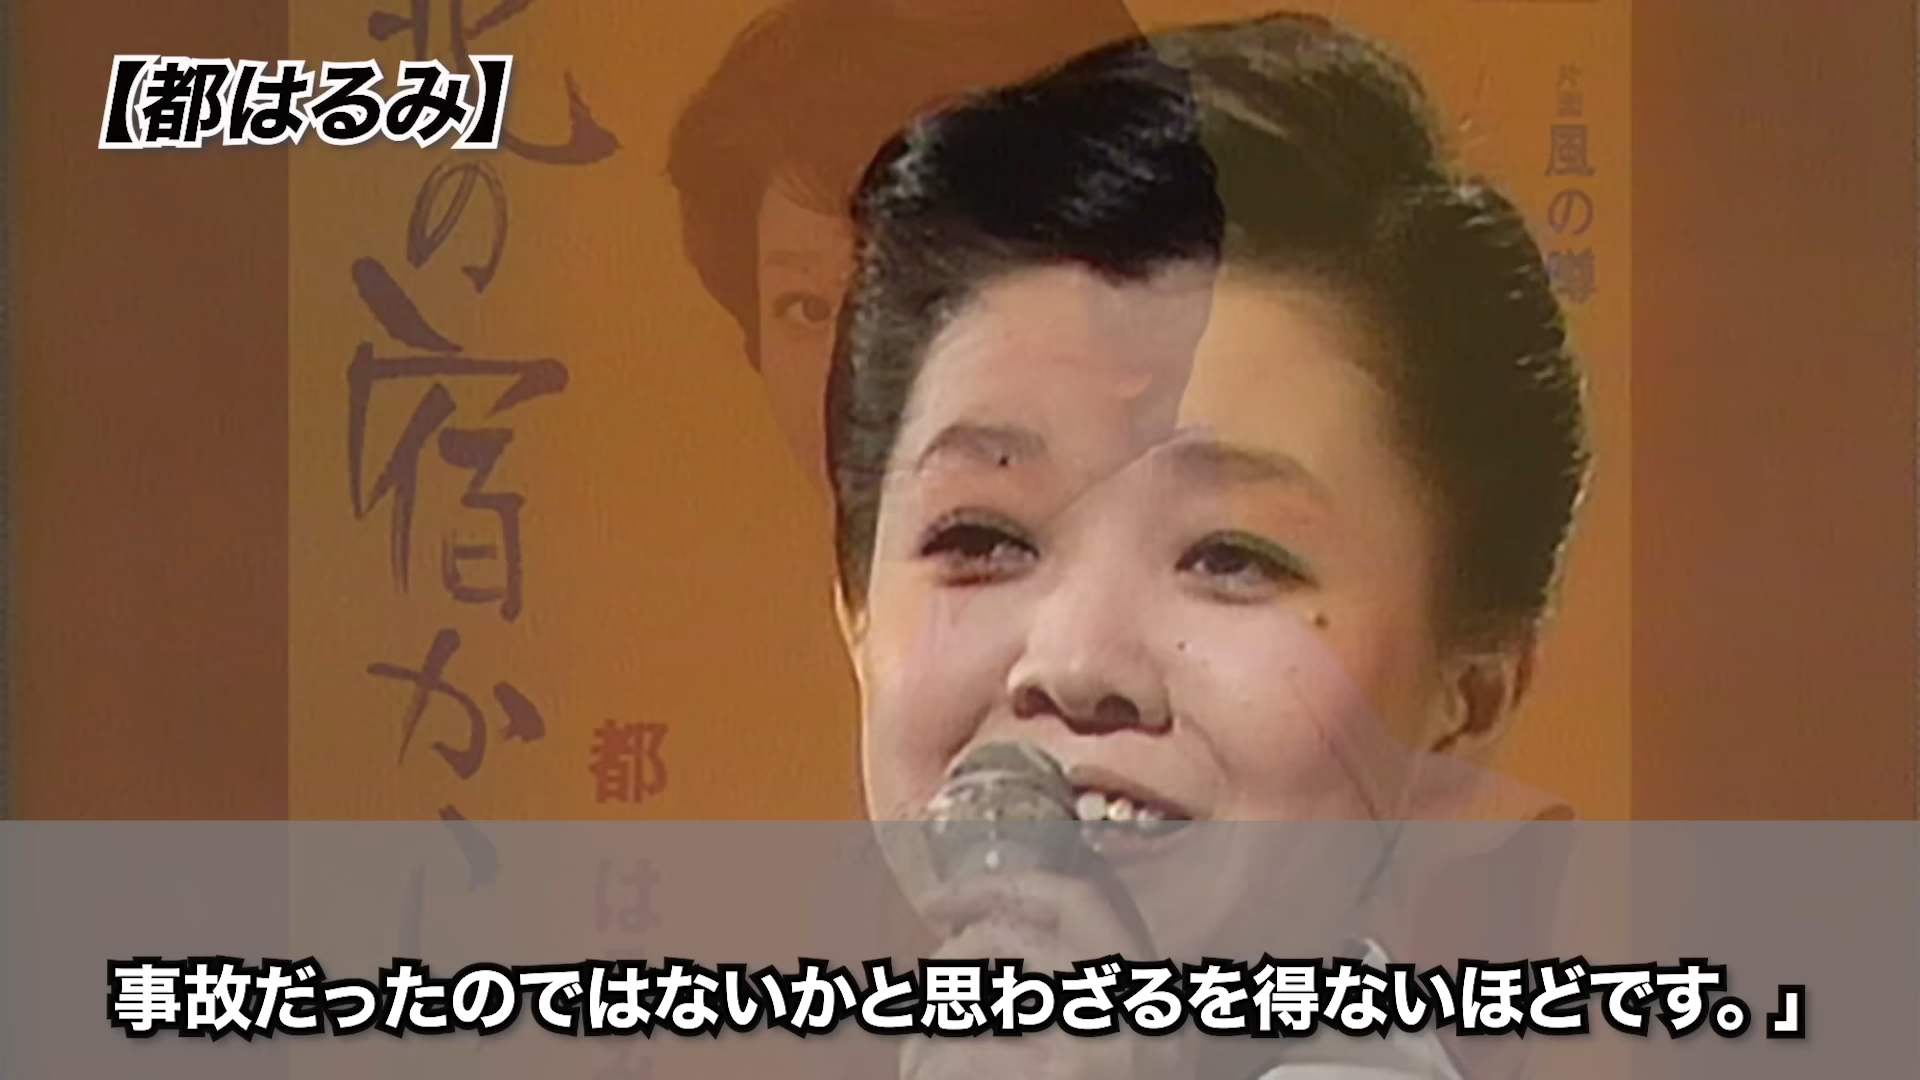 【都はるみ】
北の宿から
片面 風の噂
都はるみ
事故だったのではないかと思わざるを得ないほどです。」